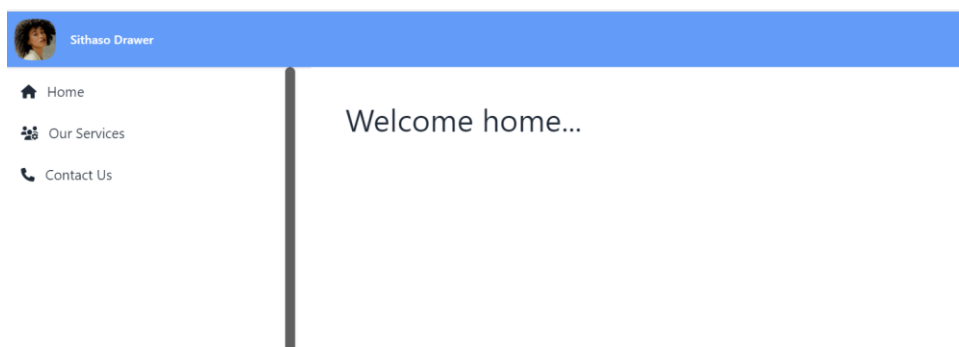 Sithaso Drawer
Home
Our Services
Contact Us
Welcome home...